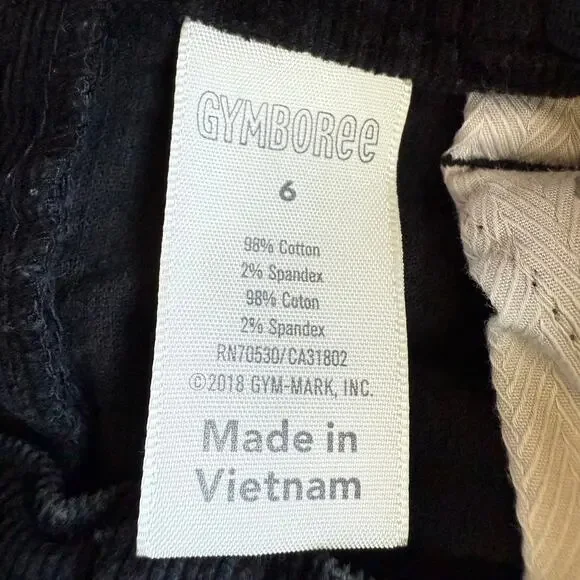 GYMBOREE
6
98% Cotton
2% Spandex
98% Coton
2% Spandex
RN70530/CA31802
©2018 GYM-MARK, INC.
Made in
Vietnam